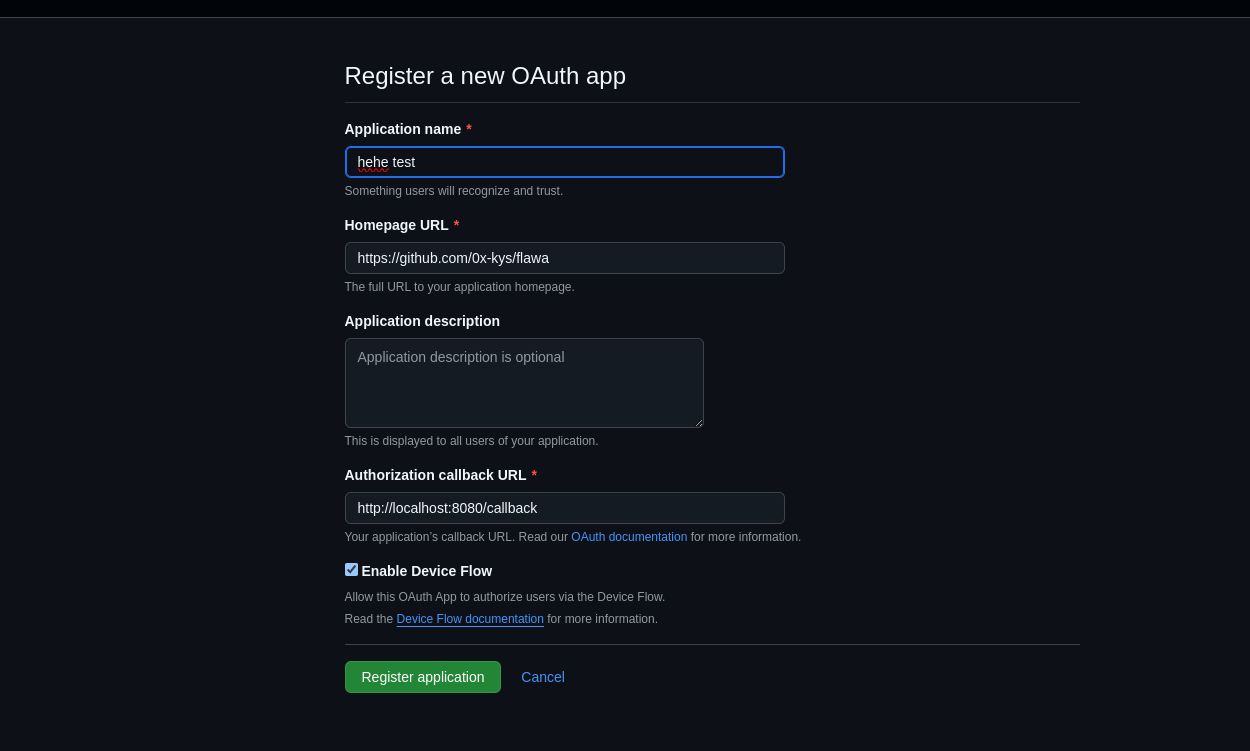 Register a new OAuth app
Application name *
hehe test
Something users will recognize and trust.
Homepage URL *
https://github.com/0x-kys/flawa
The full URL to your application homepage.
Application description
Application description is optional
This is displayed to all users of your application.
Authorization callback URL *
http://localhost:8080/callback
Your application's callback URL. Read our OAuth documentation for more information.
Enable Device Flow
Allow this OAuth App to authorize users via the Device Flow.
Read the Device Flow documentation for more information.
Register application Cancel